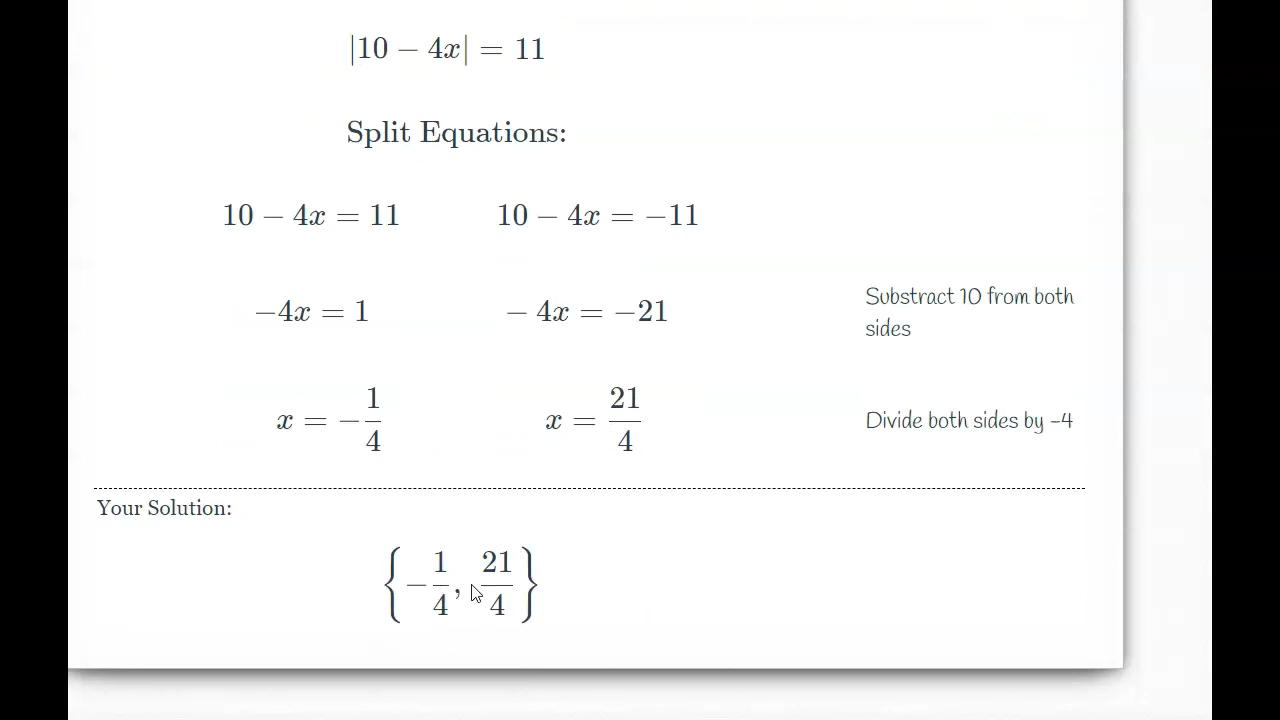 |10 − 4x| = 11
Split Equations:
10 − 4x = 11 10 − 4x = −11
−4x = 1 − 4x = −21 Substract 10 from both
sides
x = −1/4 x = 21/4 Divide both sides by -4
Your Solution:
{−1/4, 21/4}